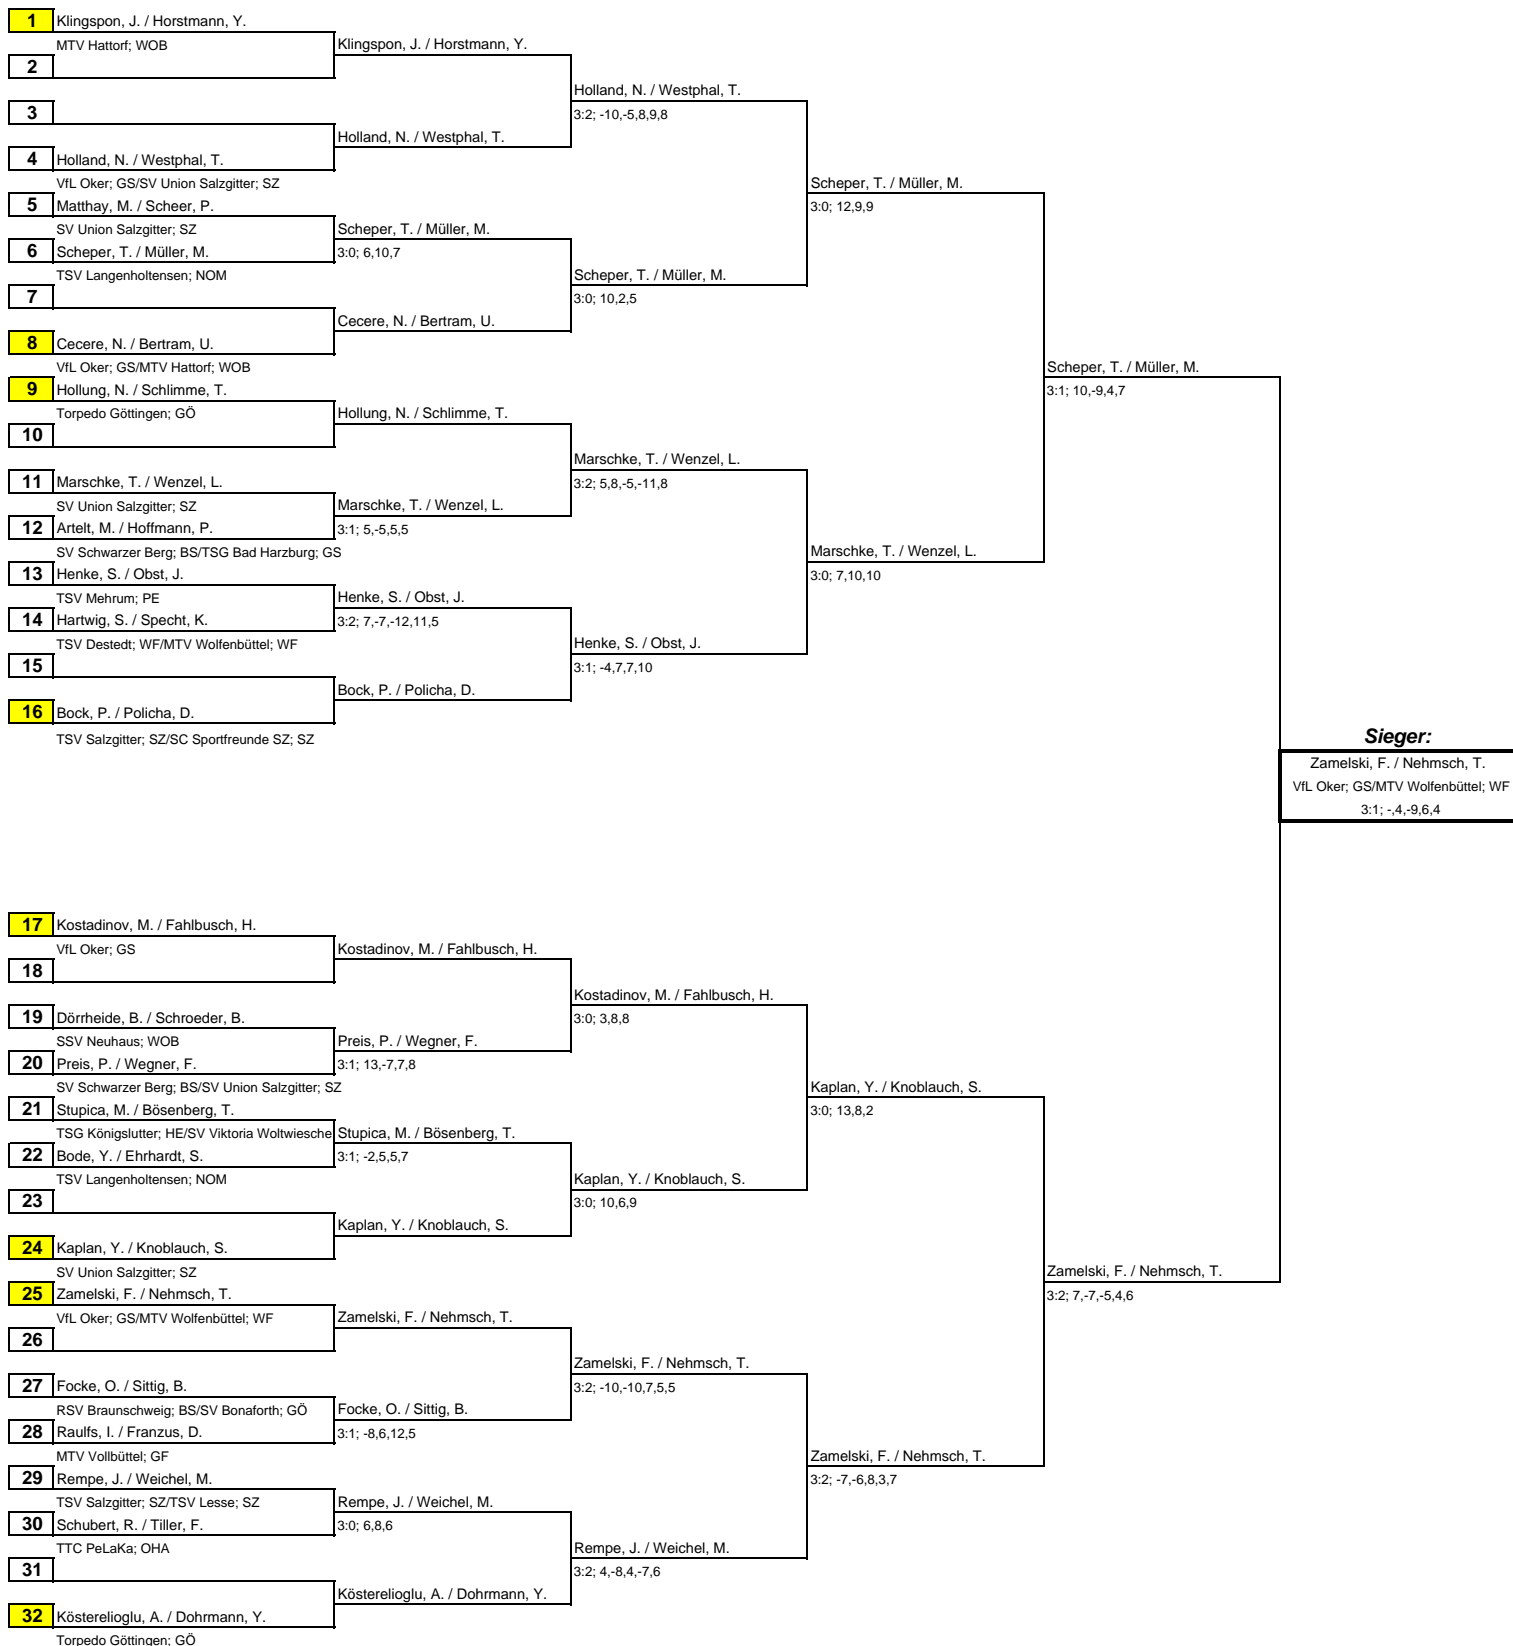 1 Klingspon, J. / Horstmann, Y.
MTV Hattorf; WOB
Klingspon, J. / Horstmann, Y.
2
Holland, N. / Westphal, T.
3
3:2; -10,-5,8,9,8
Holland, N. / Westphal, T.
4 Holland, N. / Westphal, T.
VfL Oker; GS/SV Union Salzgitter; SZ
Scheper, T. / Müller, M.
5 Matthay, M. / Scheer, P.
3:0; 12,9,9
SV Union Salzgitter; SZ
Scheper, T. / Müller, M.
6 Scheper, T. / Müller, M.
3:0; 6,10,7
TSV Langenholtensen; NOM
Scheper, T. / Müller, M.
7
3:0; 10,2,5
Cecere, N. / Bertram, U.
8 Cecere, N. / Bertram, U.
VfL Oker; GS/MTV Hattorf; WOB
Scheper, T. / Müller, M.
9 Hollung, N. / Schlimme, T.
3:1; 10,-9,4,7
Torpedo Göttingen; GÖ
Hollung, N. / Schlimme, T.
10
Marschke, T. / Wenzel, L.
11 Marschke, T. / Wenzel, L.
3:2; 5,8,-5,-11,8
SV Union Salzgitter; SZ
Marschke, T. / Wenzel, L.
12 Artelt, M. / Hoffmann, P.
3:1; 5,-5,5,5
SV Schwarzer Berg; BS/TSG Bad Harzburg; GS
Marschke, T. / Wenzel, L.
13 Henke, S. / Obst, J.
3:0; 7,10,10
TSV Mehrum; PE
Henke, S. / Obst, J.
14 Hartwig, S. / Specht, K.
3:2; 7,-7,-12,11,5
TSV Destedt; WF/MTV Wolfenbüttel; WF
Henke, S. / Obst, J.
15
3:1; -4,7,7,10
Bock, P. / Policha, D.
16 Bock, P. / Policha, D.
TSV Salzgitter; SZ/SC Sportfreunde SZ; SZ
Sieger:
Zamelski, F. / Nehmsch, T.
VfL Oker; GS/MTV Wolfenbüttel; WF
3:1; -,4,-9,6,4
17 Kostadinov, M. / Fahlbusch, H.
VfL Oker; GS
Kostadinov, M. / Fahlbusch, H.
18
Kostadinov, M. / Fahlbusch, H.
19 Dörrheide, B. / Schroeder, B.
3:0; 3,8,8
SSV Neuhaus; WOB
Preis, P. / Wegner, F.
20 Preis, P. / Wegner, F.
3:1; 13,-7,7,8
SV Schwarzer Berg; BS/SV Union Salzgitter; SZ
Kaplan, Y. / Knoblauch, S.
21 Stupica, M. / Bösenberg, T.
3:0; 13,8,2
TSG Königslutter; HE/SV Viktoria Woltwiesche
Stupica, M. / Bösenberg, T.
22 Bode, Y. / Ehrhardt, S.
3:1; -2,5,5,7
TSV Langenholtensen; NOM
Kaplan, Y. / Knoblauch, S.
23
3:0; 10,6,9
Kaplan, Y. / Knoblauch, S.
24 Kaplan, Y. / Knoblauch, S.
SV Union Salzgitter; SZ
Zamelski, F. / Nehmsch, T.
25 Zamelski, F. / Nehmsch, T.
3:2; 7,-7,-5,4,6
VfL Oker; GS/MTV Wolfenbüttel; WF
Zamelski, F. / Nehmsch, T.
26
Zamelski, F. / Nehmsch, T.
27 Focke, O. / Sittig, B.
3:2; -10,-10,7,5,5
RSV Braunschweig; BS/SV Bonaforth; GÖ
Focke, O. / Sittig, B.
28 Raulfs, I. / Franzus, D.
3:1; -8,6,12,5
MTV Vollbüttel; GF
Zamelski, F. / Nehmsch, T.
29 Rempe, J. / Weichel, M.
3:2; -7,-6,8,3,7
TSV Salzgitter; SZ/TSV Lesse; SZ
Rempe, J. / Weichel, M.
30 Schubert, R. / Tiller, F.
3:0; 6,8,6
TTC PeLaKa; OHA
Rempe, J. / Weichel, M.
31
3:2; 4,-8,4,-7,6
Kösterelioglu, A. / Dohrmann, Y.
32 Kösterelioglu, A. / Dohrmann, Y.
Torpedo Göttingen; GÖ